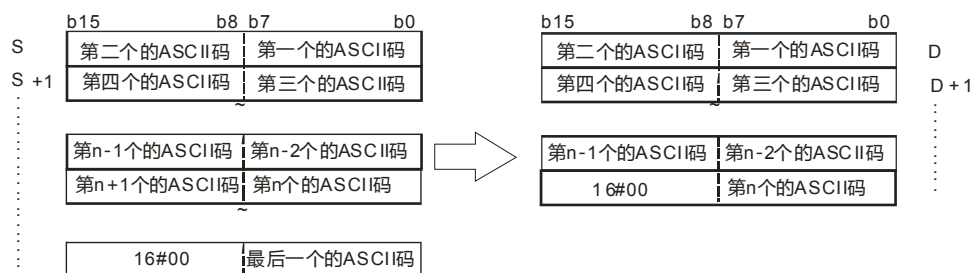 b15 b8 b7 b0 b15 b8 b7 b0
S 第二个的ASCII码 第一个的ASCII码 第二个的ASCII码 第一个的ASCII码 D
S +1 第四个的ASCII码 第三个的ASCII码 第四个的ASCII码 第三个的ASCII码 D + 1
~ ~
第n-1个的ASCII码 第n-2个的ASCII码 第n-1个的ASCII码 第n-2个的ASCII码
第n+1个的ASCII码 第n个的ASCII码 16#00 第n个的ASCII码
~
16#00 最后一个的ASCII码